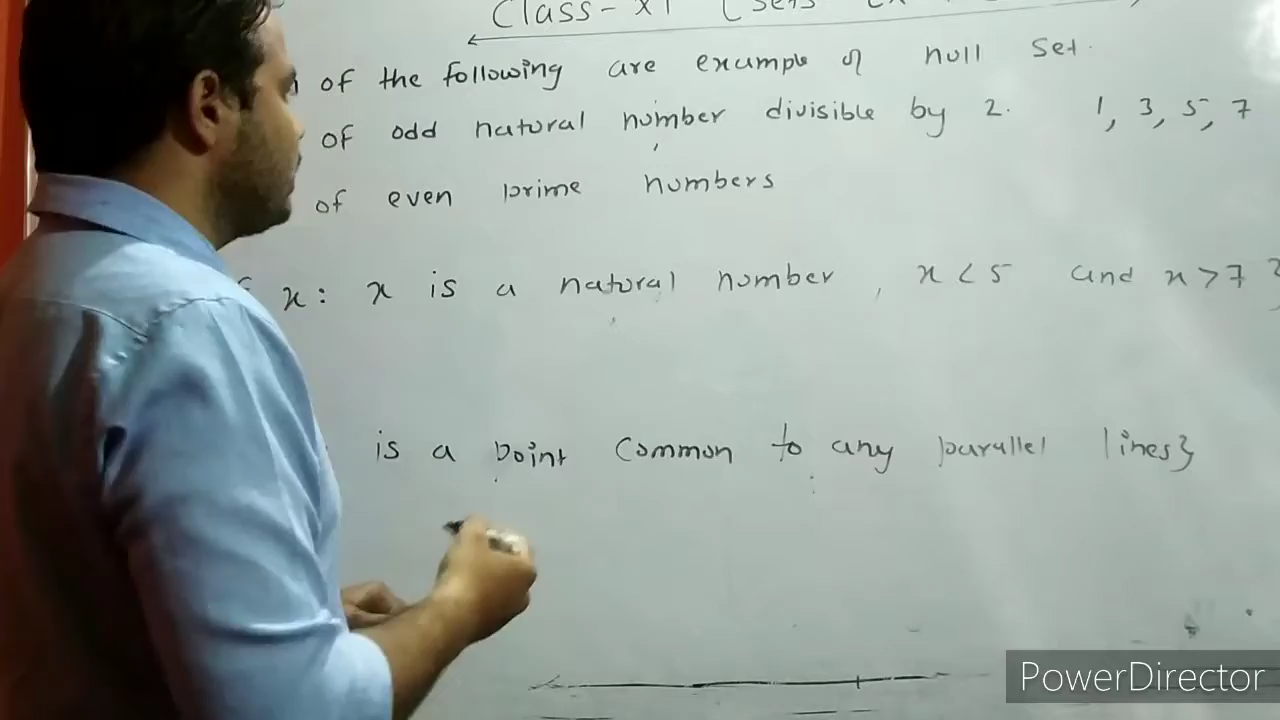 Class-XI (Sets
of the following are example of null set.
of odd natural number divisible by 2. 1, 3, 5, 7
of even prime numbers
x: x is a natural number, x < 5 and x > 7 }
is a point common to any parallel lines}
PowerDirector